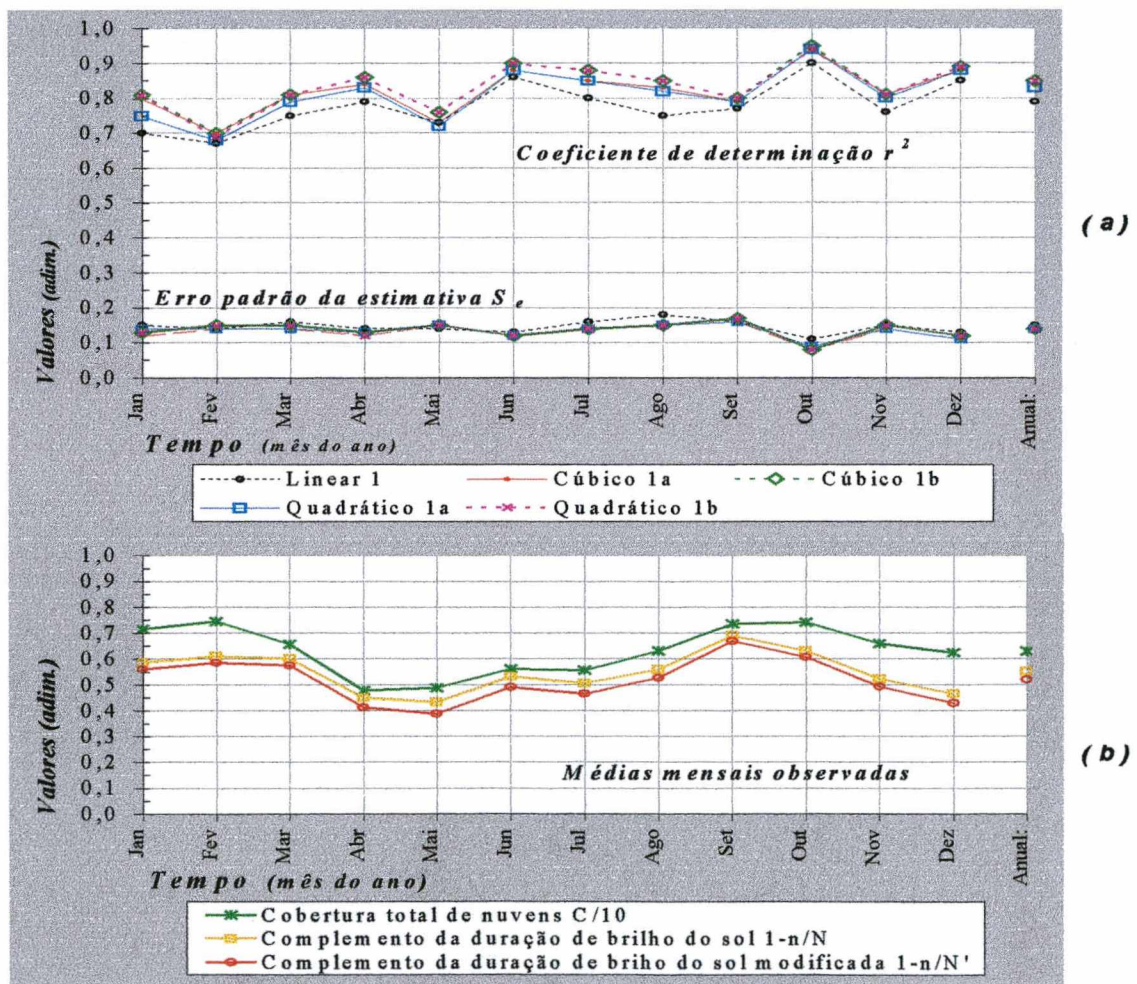 1,0
0,9
0,8
0,7
0,6
0,5
0,4
0,3
0,2
0,1
0,0
Valores (adim.)
Coeficiente de determinação r²
Erro padrão da estimativa Sₑ
(a)
Jan Fev Mar Abr Mai Jun Jul Ago Set Out Nov Dez Anual:
Tempo (mês do ano)
Linear 1 Cúbico 1a Cúbico 1b
Quadrático 1a Quadrático 1b
1,0
0,9
0,8
0,7
0,6
0,5
0,4
0,3
0,2
0,1
0,0
Valores (adim.)
Médias mensais observadas
(b)
Jan Fev Mar Abr Mai Jun Jul Ago Set Out Nov Dez Anual:
Tempo (mês do ano)
Cobertura total de nuvens C/10
Complemento da duração de brilho do sol 1-n/N
Complemento da duração de briho do sol modificada 1-n/N'